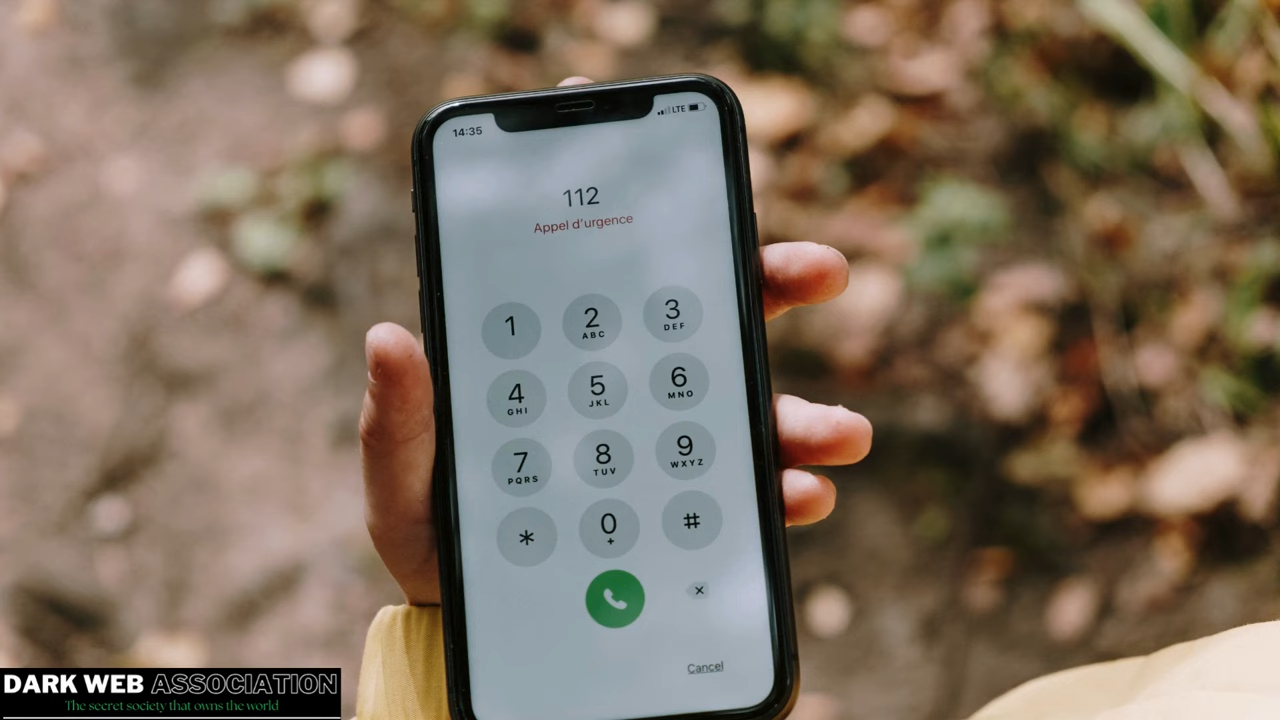 14:35
LTE
112
Appel d'urgence
1
2
ABC
3
DEF
4
GHI
5
JKL
6
MNO
7
PQRS
8
TUV
9
WXYZ
*
0
+
#
Cancel
DARK WEB ASSOCIATION
The secret society that owns the world